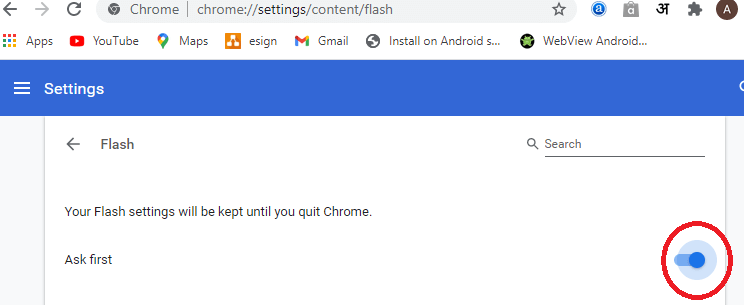 Chrome | chrome://settings/content/flash
Apps YouTube Maps esign Gmail Install on Android s... WebView Android...
Settings
Flash Search
Your Flash settings will be kept until you quit Chrome.
Ask first
a a अ A